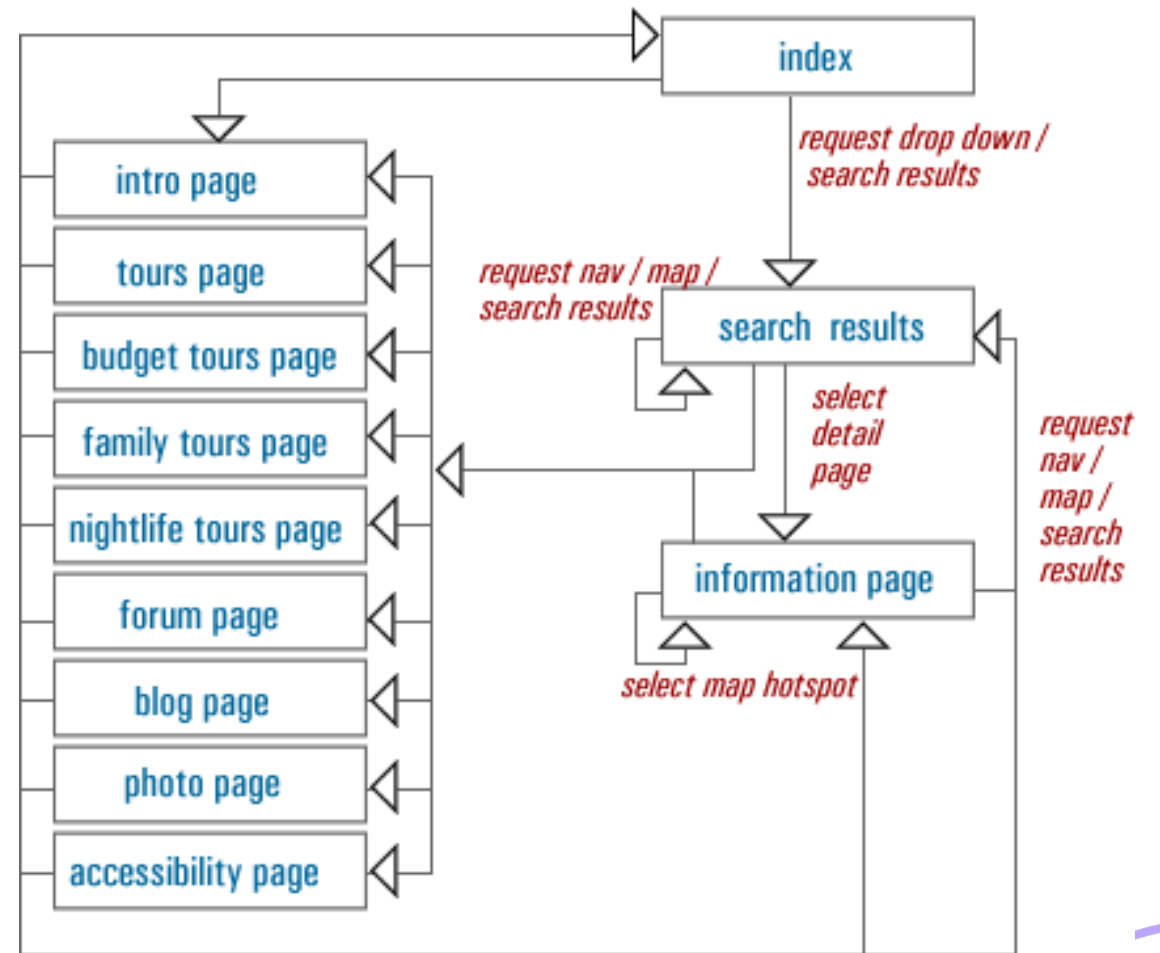 index
request drop down /
search results
intro page
tours page
budget tours page
family tours page
nightlife tours page
forum page
blog page
photo page
accessibility page
request nav / map /
search results
search results
select
detail
page
request
nav /
map /
search
results
information page
select map hotspot